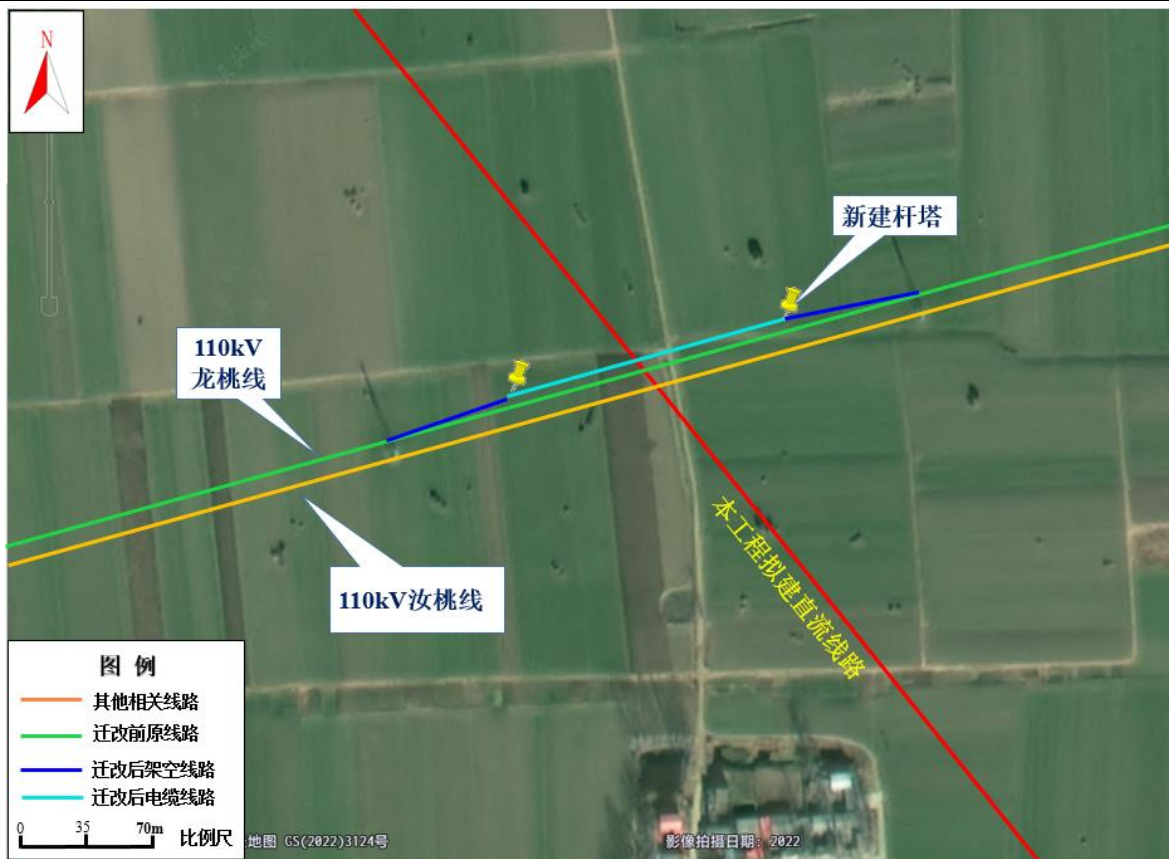 N
新建杆塔
110kV
龙桃线
110kV汝桃线
本工程拟建直流线路
图 例
其他相关线路
迁改前原线路
迁改后架空线路
迁改后电缆线路
0 35 70m 比例尺
地图 GS(2022)3124号
影像拍摄日期: 2022